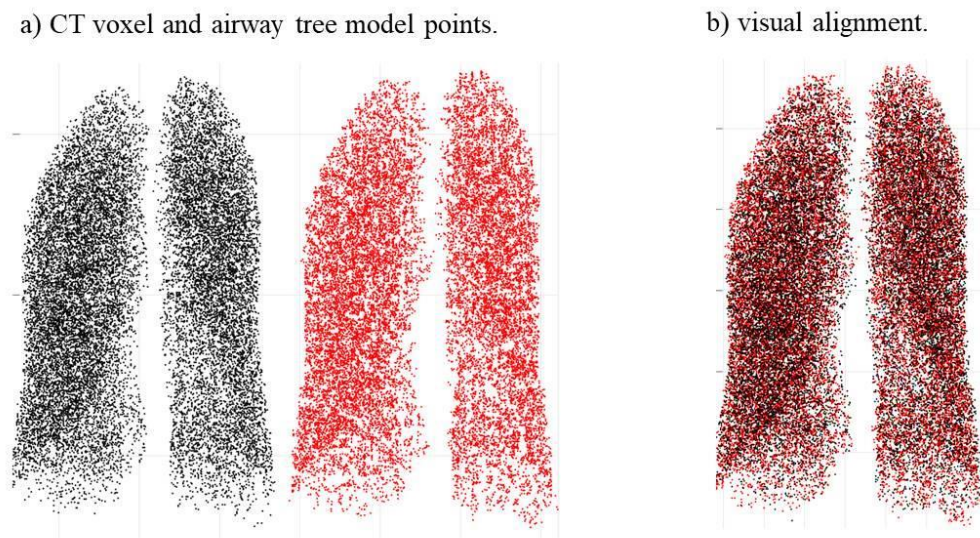 a) CT voxel and airway tree model points.
b) visual alignment.